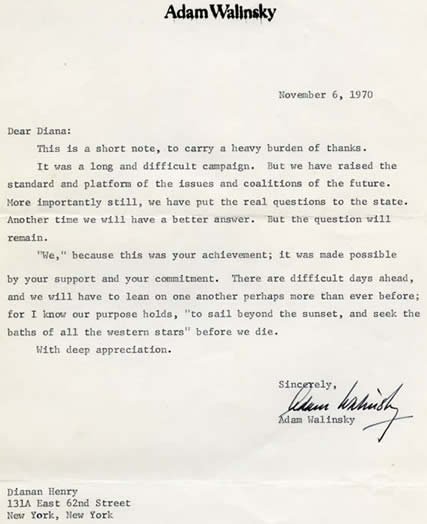 Adam Walinsky
November 6, 1970
Dear Diana:
This is a short note, to carry a heavy burden of thanks.
It was a long and difficult campaign. But we have raised the
standard and platform of the issues and coalitions of the future.
More importantly still, we have put the real questions to the state.
Another time we will have a better answer. But the question will
remain.
"We," because this was your achievement; it was made possible
by your support and your commitment. There are difficult days ahead,
and we will have to lean on one another perhaps more than ever before;
for I know our purpose holds, "to sail beyond the sunset, and seek the
baths of all the western stars" before we die.
With deep appreciation.
Sincerely,
Adam Walinsky
Adam Walinsky
Dianan Henry
131A East 62nd Street
New York, New York